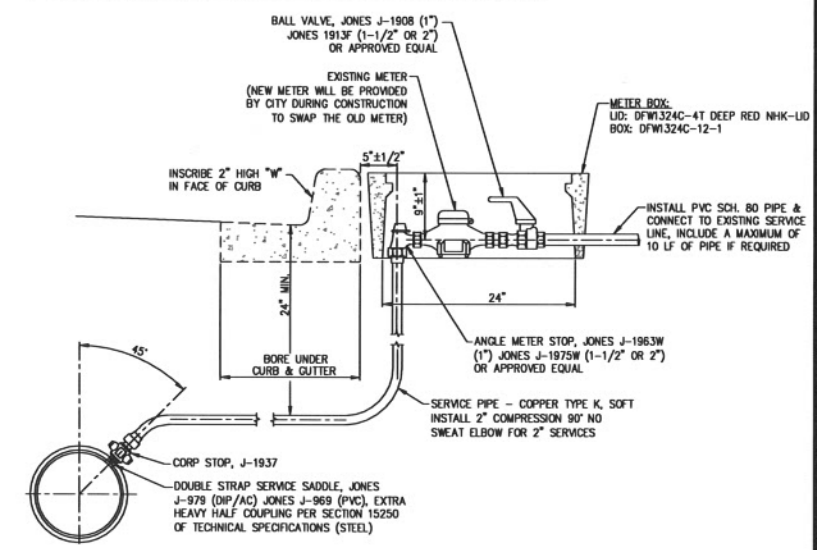 BALL VALVE, JONES J-1908 (1")
JONES 1913F (1-1/2" OR 2")
OR APPROVED EQUAL
EXISTING METER
(NEW METER WILL BE PROVIDED
BY CITY DURING CONSTRUCTION
TO SWAP THE OLD METER)
METER BOX:
LID: DFW1324C-4T DEEP RED NHK-LID
BOX: DFW1324C-12-1
5"±1/2"
INSCRIBE 2" HIGH "W"
IN FACE OF CURB
9"±1"
INSTALL PVC SCH. 80 PIPE &
CONNECT TO EXISTING SERVICE
LINE, INCLUDE A MAXIMUM OF
10 LF OF PIPE IF REQUIRED
24" MIN.
24"
ANGLE METER STOP, JONES J-1963W
(1") JONES J-1975W (1-1/2" OR 2")
OR APPROVED EQUAL
45°
BORE UNDER
CURB & GUTTER
SERVICE PIPE - COPPER TYPE K, SOFT
INSTALL 2" COMPRESSION 90° NO
SWEAT ELBOW FOR 2" SERVICES
CORP STOP, J-1937
DOUBLE STRAP SERVICE SADDLE, JONES
J-979 (DIP/AC) JONES J-969 (PVC), EXTRA
HEAVY HALF COUPLING PER SECTION 15250
OF TECHNICAL SPECIFICATIONS (STEEL)